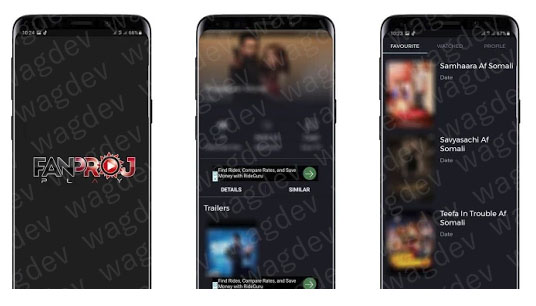 10:24
FANPROJ
PLAY
Find Rides, Compare Rates, and Save
Money with RideGuru
DETAILS SIMILAR
Trailers
Find Rides, Compare Rates, and Save
Money with RideGuru
10:23
67%
FAVOURITE WATCHED PROFILE
Samhaara Af Somali
Date
Savyasachi Af
Somali
Date
Teefa In Trouble Af
Somali
Date
wagdev